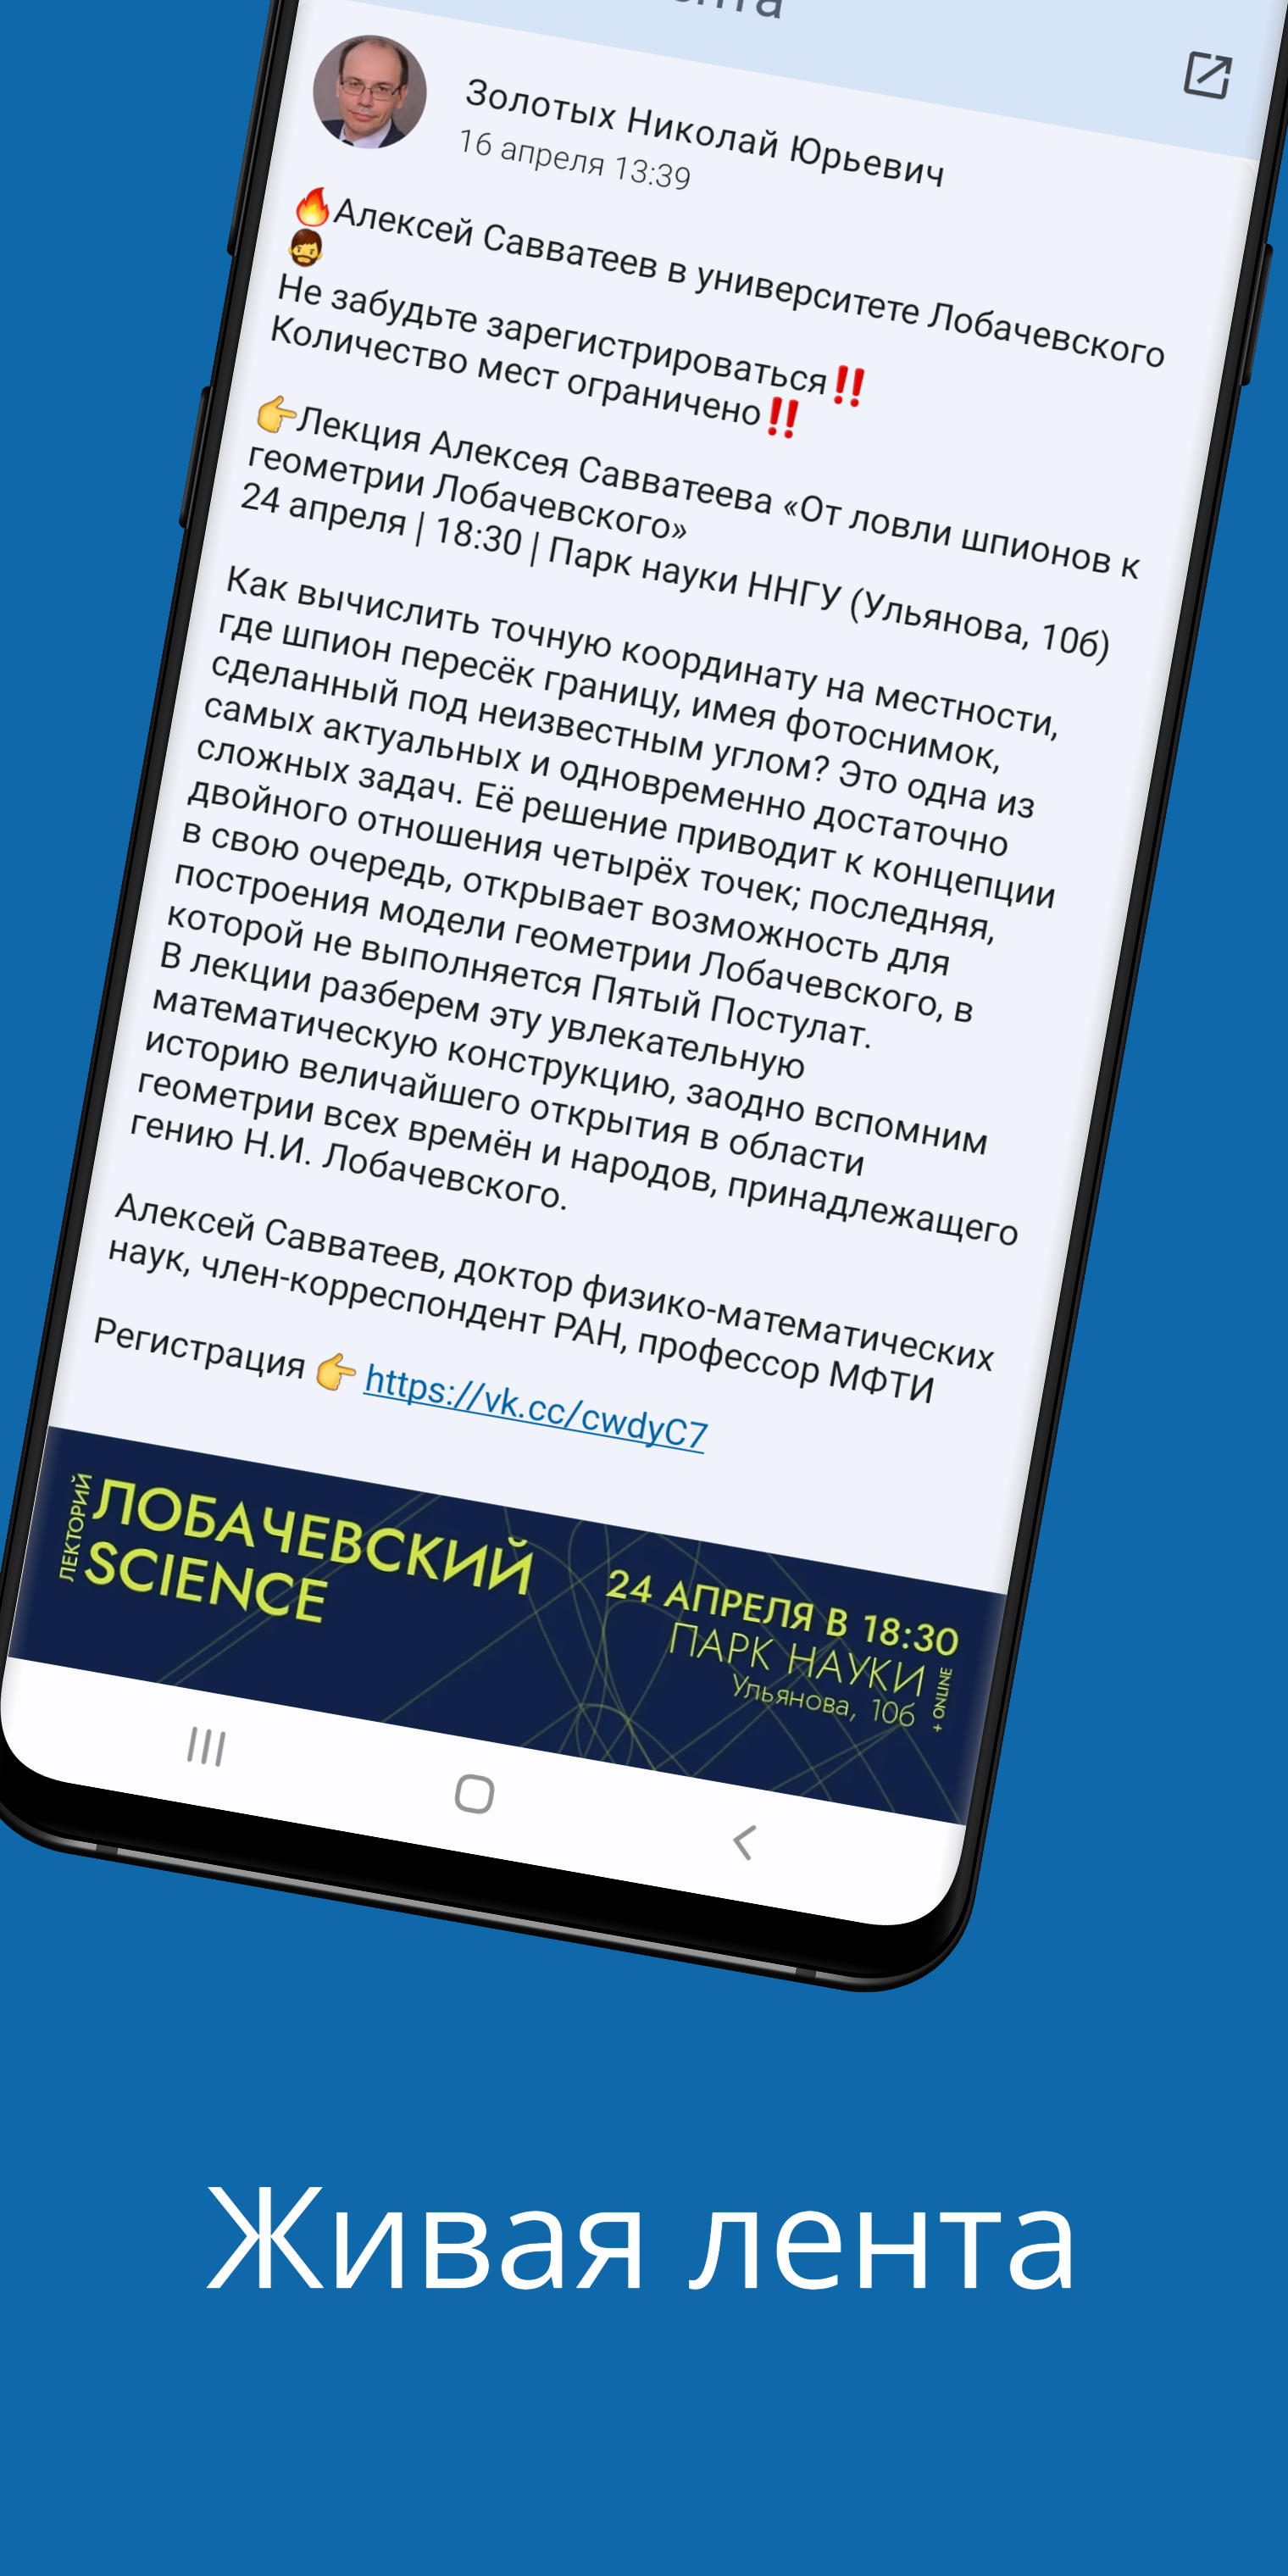 Золотых Николай Юрьевич
16 апреля 13:39
🔥Алексей Савватеев в университете Лобачевского
🧔
Не забудьте зарегистрироваться‼️
Количество мест ограничено‼️
👉Лекция Алексея Савватеева «От ловли шпионов к
геометрии Лобачевского»
24 апреля | 18:30 | Парк науки ННГУ (Ульянова, 10б)
Как вычислить точную координату на местности,
где шпион пересёк границу, имея фотоснимок,
сделанный под неизвестным углом? Это одна из
самых актуальных и одновременно достаточно
сложных задач. Её решение приводит к концепции
двойного отношения четырёх точек; последняя,
в свою очередь, открывает возможность для
построения модели геометрии Лобачевского, в
которой не выполняется Пятый Постулат.
В лекции разберем эту увлекательную
математическую конструкцию, заодно вспомним
историю величайшего открытия в области
геометрии всех времён и народов, принадлежащего
гению Н.И. Лобачевского.
Алексей Савватеев, доктор физико-математических
наук, член-корреспондент РАН, профессор МФТИ
Регистрация 👉 https://vk.cc/cwdyC7
ЛЕКТОРИЙ
ЛОБАЧЕВСКИЙ
SCIENCE
24 АПРЕЛЯ В 18:30
ПАРК НАУКИ
Ульянова, 10б
+ ONLINE
Живая лента